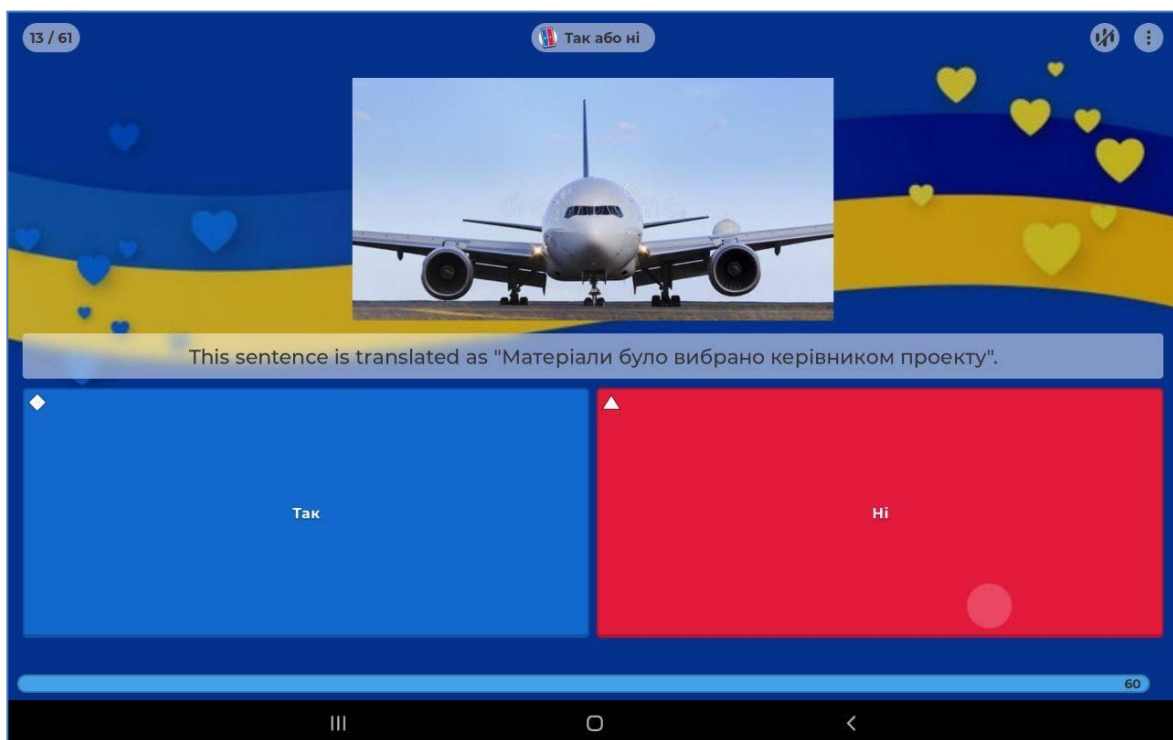 13 / 61
Так або ні
This sentence is translated as "Матеріали було вибрано керівником проекту".
Так
Ні
60